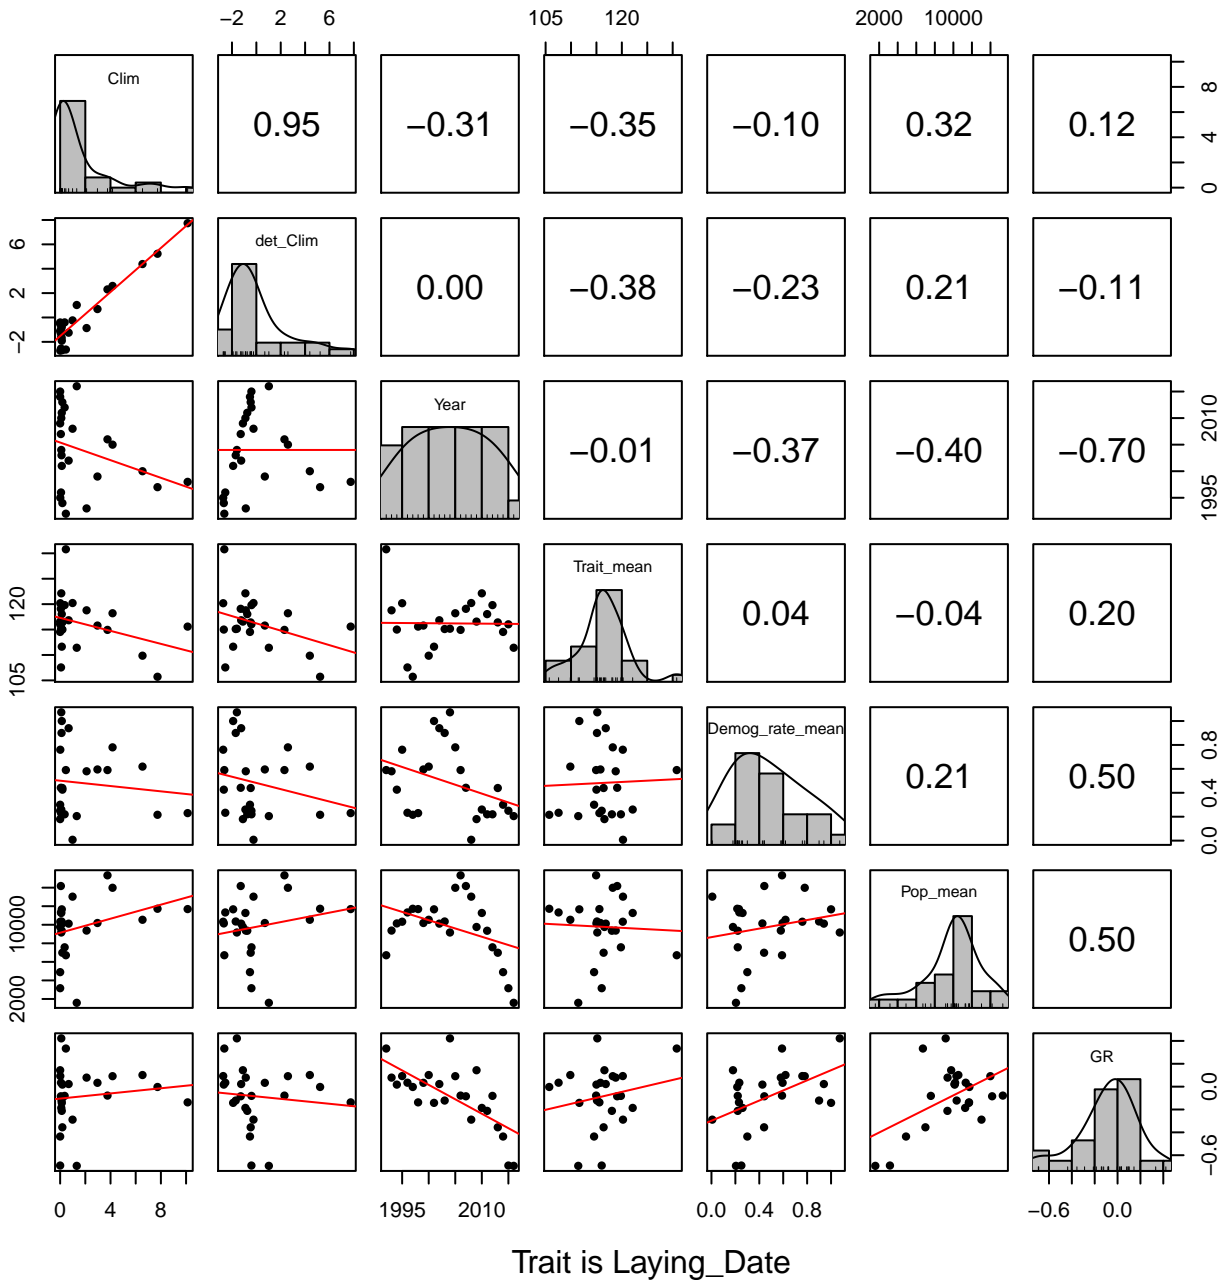 −2 2 6 105 120 2000 10000
Clim 0.95 −0.31 −0.35 −0.10 0.32 0.12 0 4 8
−2 2 6 det_Clim 0.00 −0.38 −0.23 0.21 −0.11
Year −0.01 −0.37 −0.40 −0.70 1995 2010
105 120 Trait_mean 0.04 −0.04 0.20
Demog_rate_mean 0.21 0.50 0.0 0.4 0.8
2000 10000 Pop_mean 0.50
GR −0.6 0.0
0 4 8 1995 2010 0.0 0.4 0.8 −0.6 0.0
Trait is Laying_Date